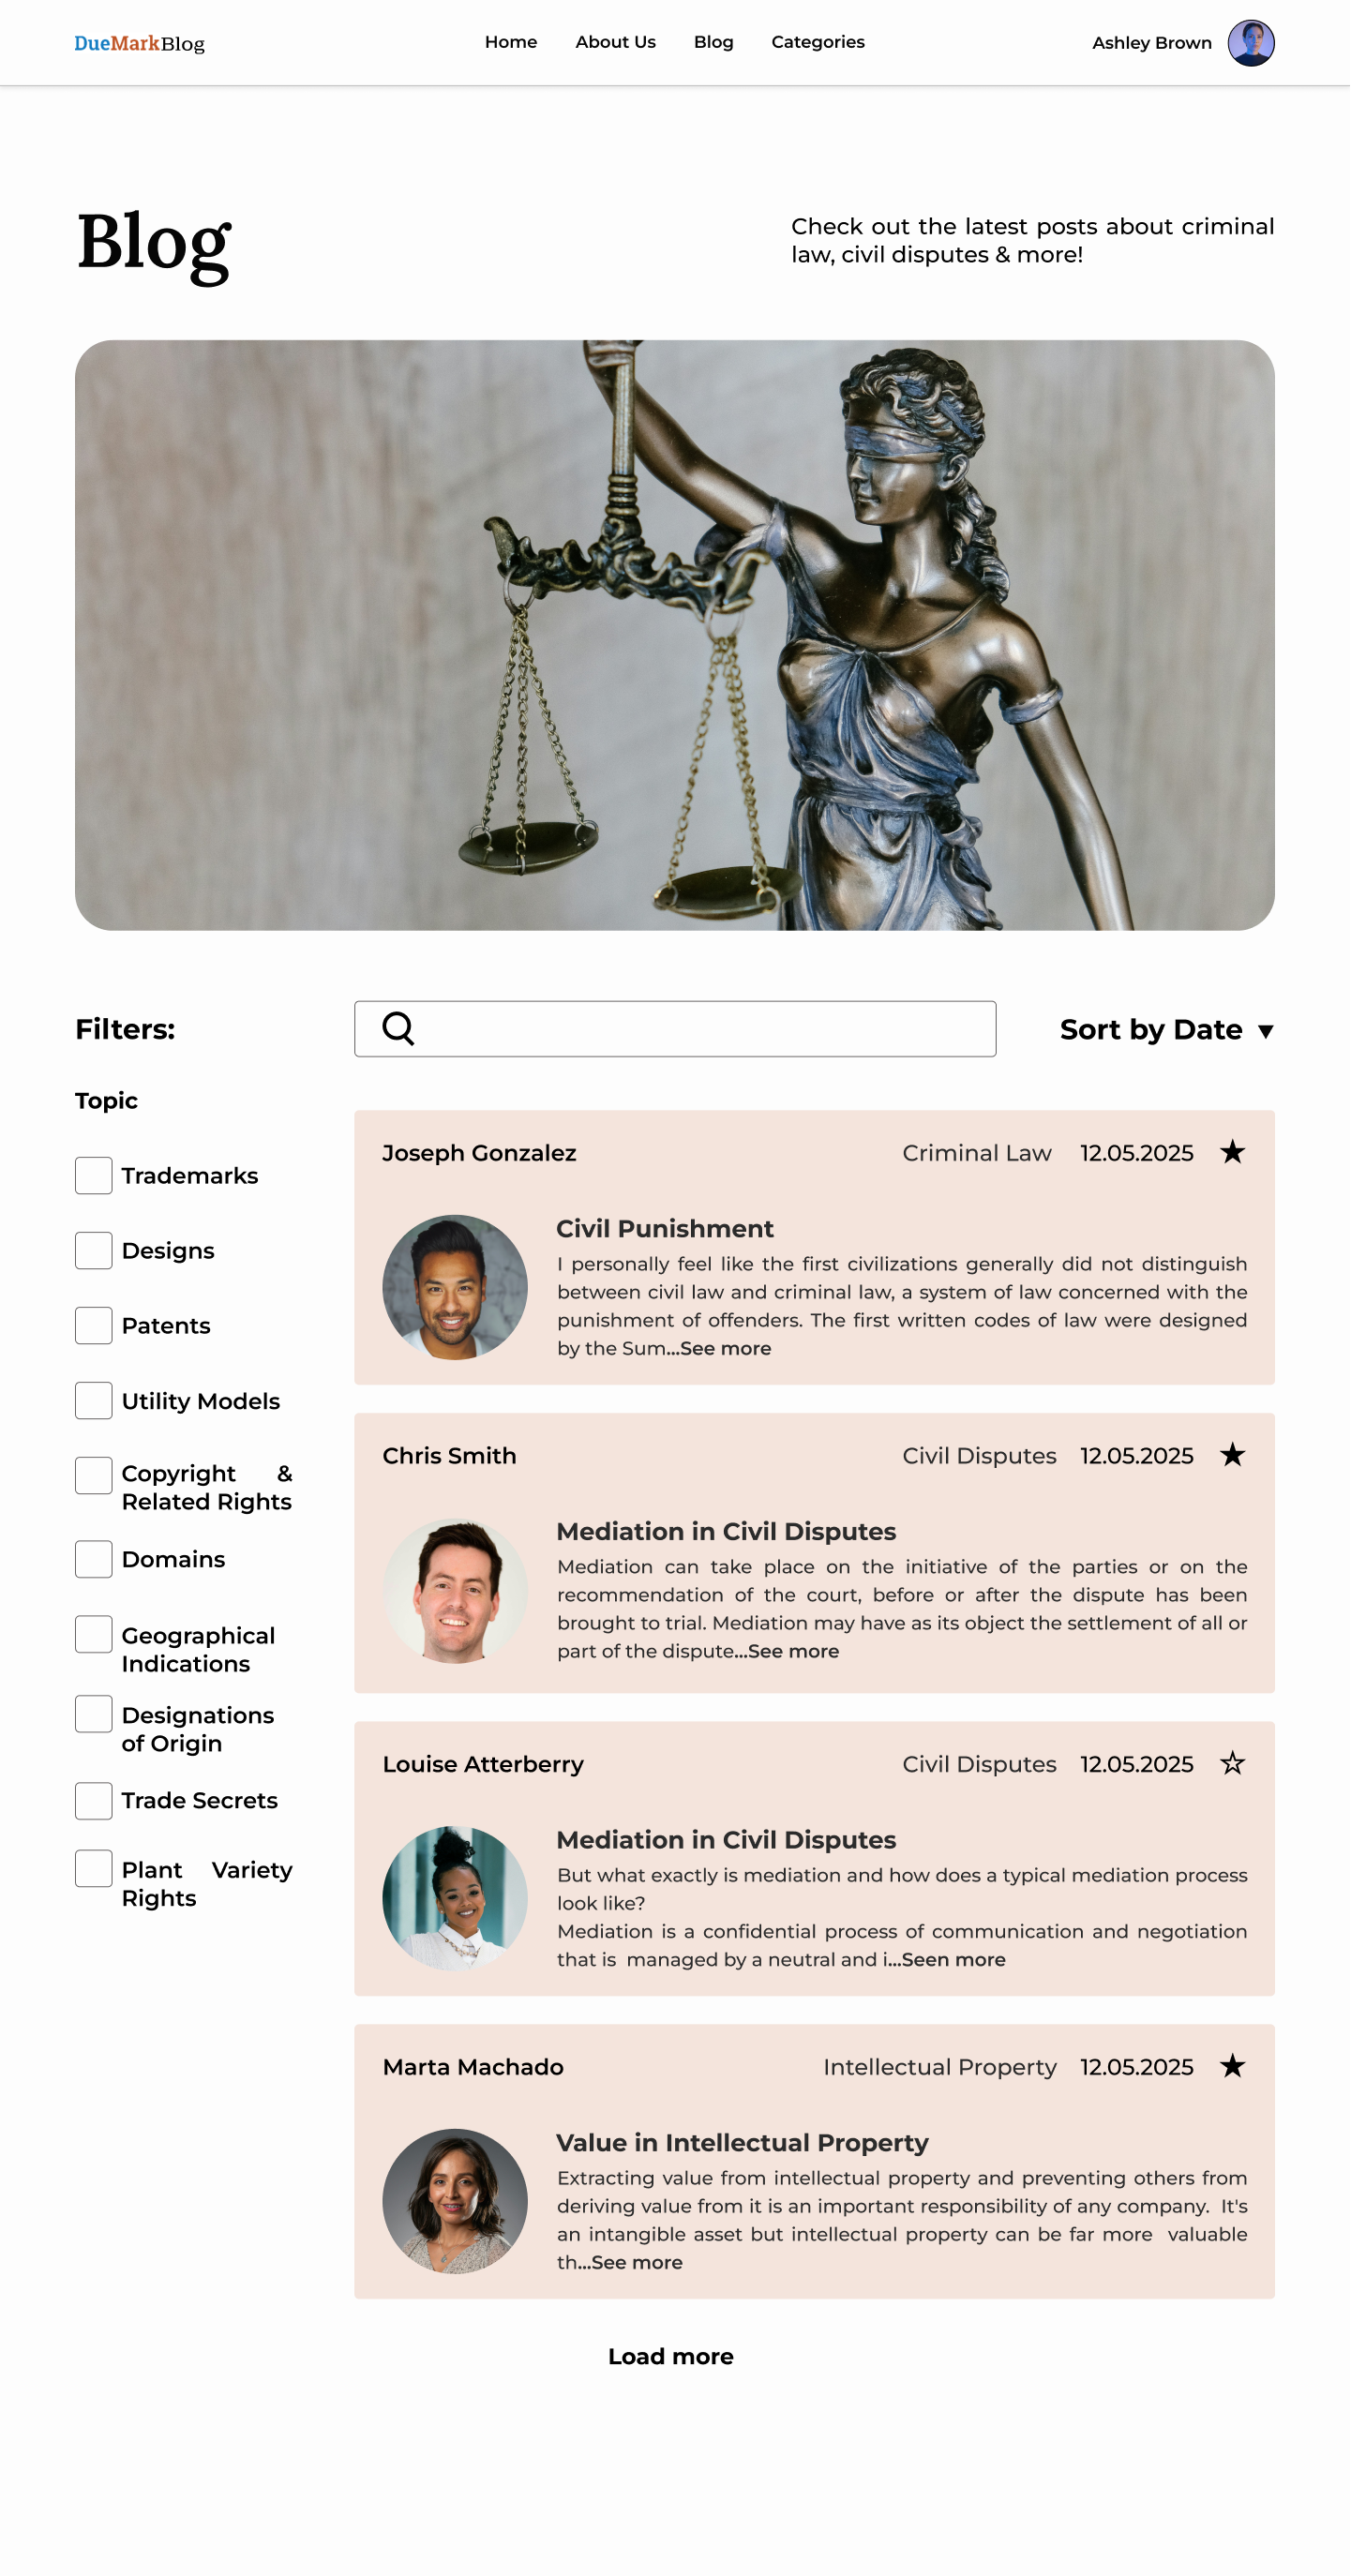 DueMarkBlog
Home
About Us
Blog
Categories
Ashley Brown
Blog
Check out the latest posts about criminal
law, civil disputes & more!
Filters:
Sort by Date
Topic
Trademarks
Designs
Patents
Utility Models
Copyright &
Related Rights
Domains
Geographical
Indications
Designations
of Origin
Trade Secrets
Plant Variety
Rights
Joseph Gonzalez
Criminal Law
12.05.2025
Civil Punishment
I personally feel like the first civilizations generally did not distinguish
between civil law and criminal law, a system of law concerned with the
punishment of offenders. The first written codes of law were designed
by the Sum...See more
Chris Smith
Civil Disputes
12.05.2025
Mediation in Civil Disputes
Mediation can take place on the initiative of the parties or on the
recommendation of the court, before or after the dispute has been
brought to trial. Mediation may have as its object the settlement of all or
part of the dispute...See more
Louise Atterberry
Civil Disputes
12.05.2025
Mediation in Civil Disputes
But what exactly is mediation and how does a typical mediation process
look like?
Mediation is a confidential process of communication and negotiation
that is managed by a neutral and i...Seen more
Marta Machado
Intellectual Property
12.05.2025
Value in Intellectual Property
Extracting value from intellectual property and preventing others from
deriving value from it is an important responsibility of any company. It's
an intangible asset but intellectual property can be far more valuable
th...See more
Load more